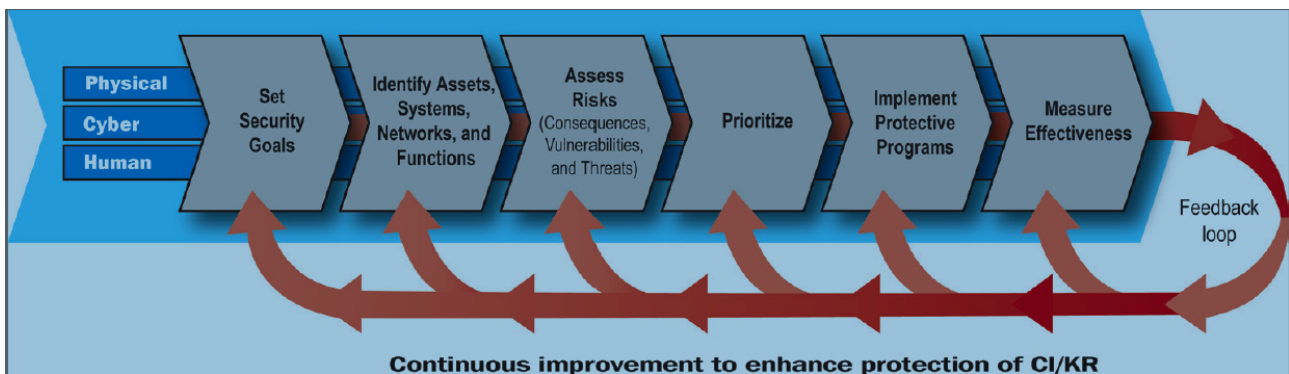 Physical
Cyber
Human
Set
Security
Goals
Identify Assets,
Systems,
Networks, and
Functions
Assess
Risks
(Consequences,
Vulnerabilities,
and Threats)
Prioritize
Implement
Protective
Programs
Measure
Effectiveness
Feedback
loop
Continuous improvement to enhance protection of CI/KR